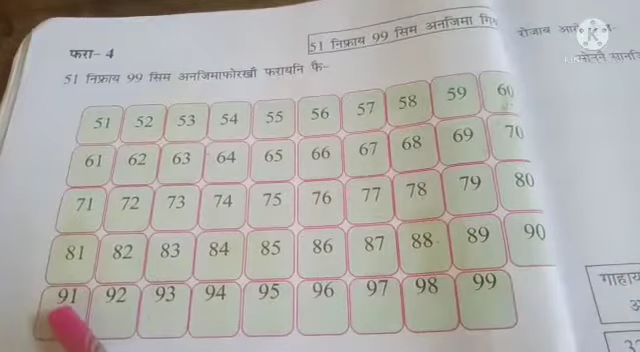 51 निफ्राय 99 सिम अनजिमा
रोजाब
फरा- 4
51 निफ्राय 99 सिम अनजिमाफोरखौ फरायनि फै-
51 52 53 54 55 56 57 58 59 60
61 62 63 64 65 66 67 68 69 70
71 72 73 74 75 76 77 78 79 80
81 82 83 84 85 86 87 88 89 90
91 92 93 94 95 96 97 98 99
K